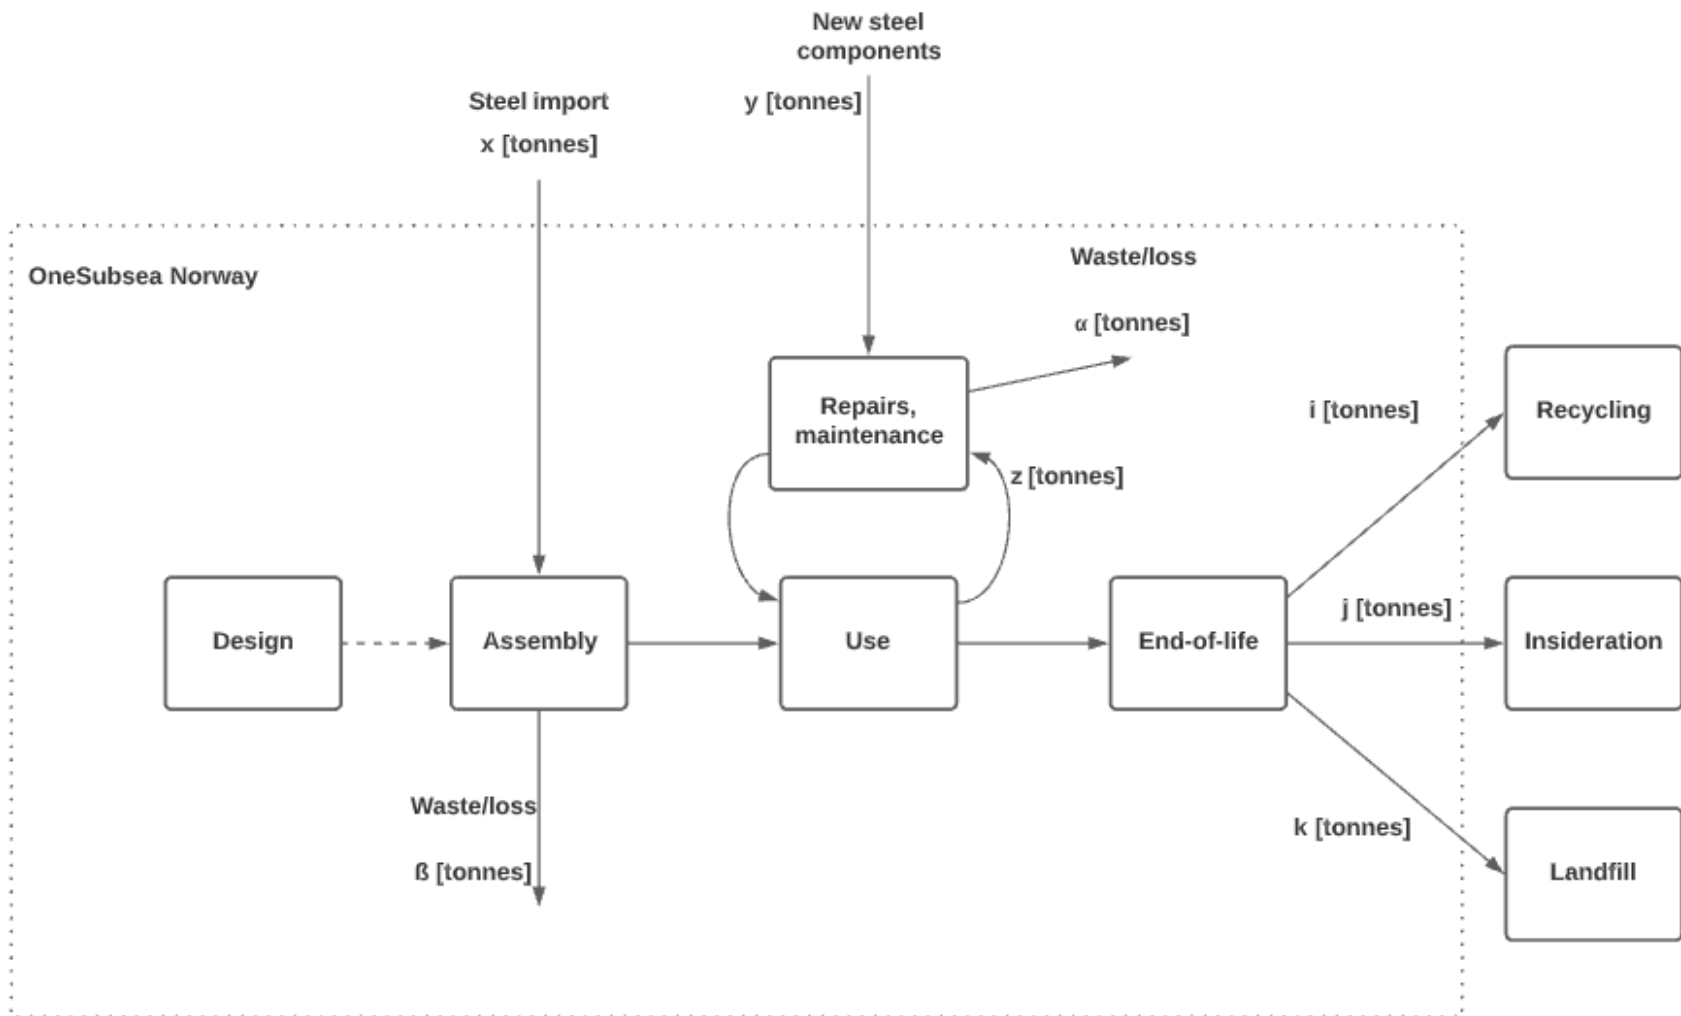 New steel
components
Steel import
y [tonnes]
x [tonnes]
OneSubsea Norway
Waste/loss
α [tonnes]
Repairs,
maintenance
i [tonnes]
Recycling
z [tonnes]
Design
Assembly
Use
End-of-life
j [tonnes]
Insideration
Waste/loss
ß [tonnes]
k [tonnes]
Landfill